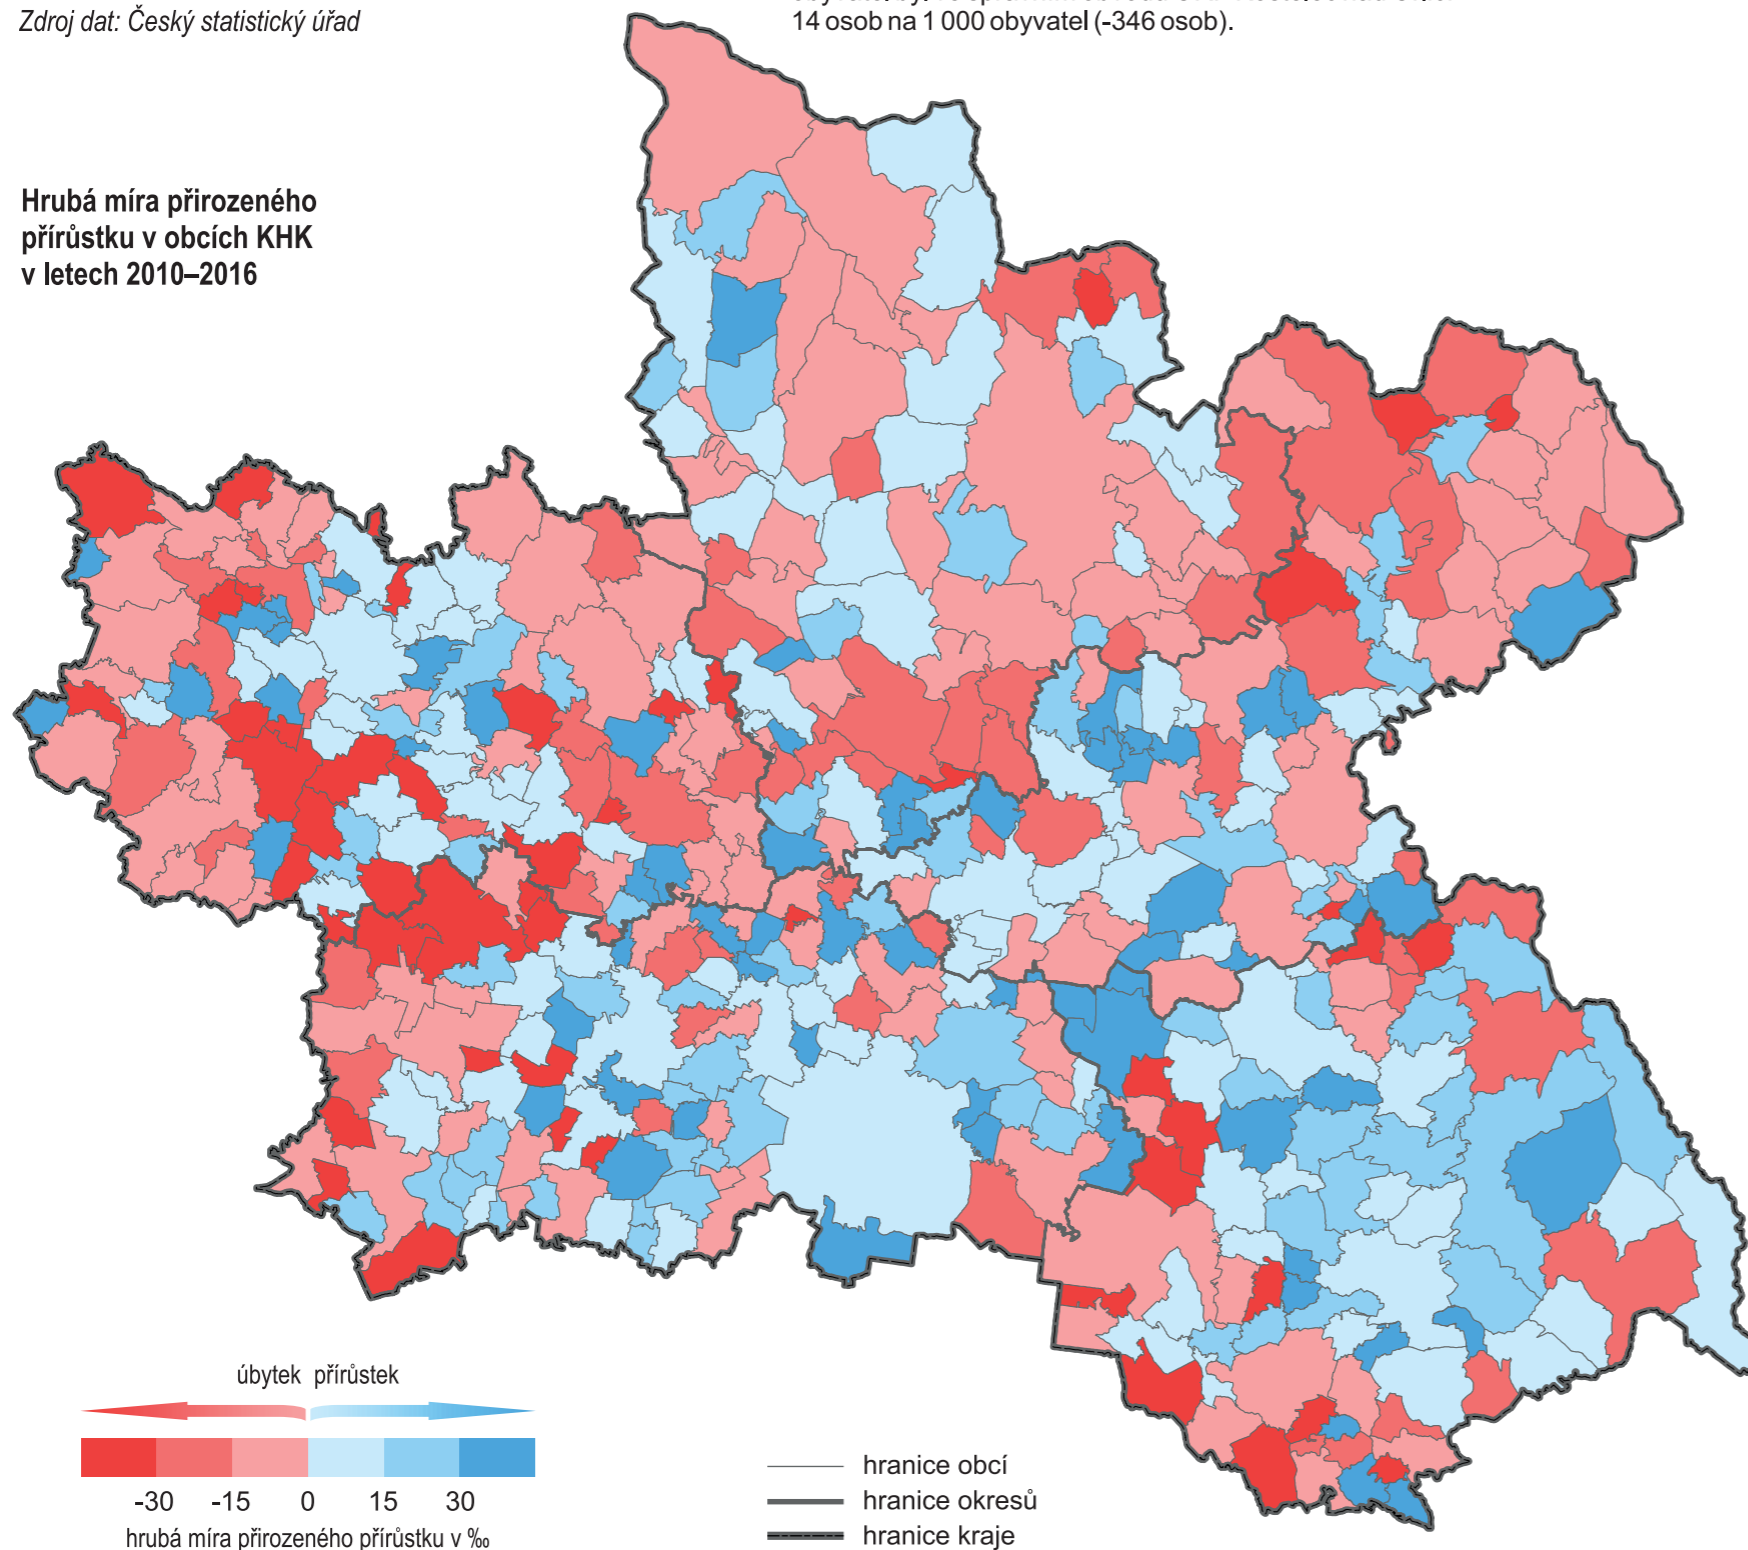 Zdroj dat: Český statistický úřad
14 osob na 1 000 obyvatel (-346 osob).
Hrubá míra přirozeného
přírůstku v obcích KHK
v letech 2010–2016
úbytek přírůstek
-30 -15 0 15 30
hrubá míra přirozeného přírůstku v ‰
hranice obcí
hranice okresů
hranice kraje